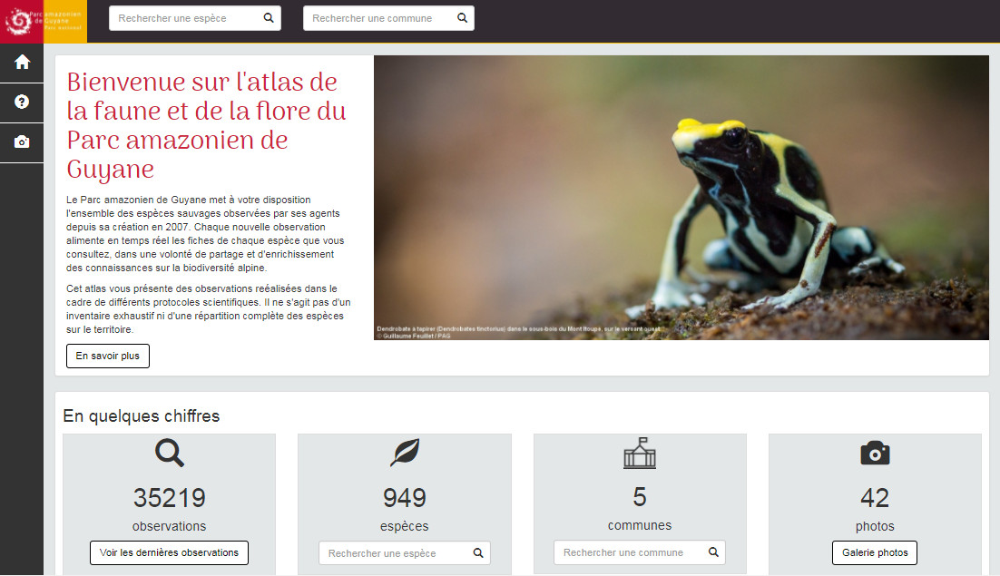 Parc amazonien
de Guyane
Parc national
Rechercher une espèce
Rechercher une commune
Bienvenue sur l'atlas de
la faune et de la flore du
Parc amazonien de
Guyane
Le Parc amazonien de Guyane met à votre disposition
l'ensemble des espèces sauvages observées par ses agents
depuis sa création en 2007. Chaque nouvelle observation
alimente en temps réel les fiches de chaque espèce que vous
consultez, dans une volonté de partage et d'enrichissement
des connaissances sur la biodiversité alpine.
Cet atlas vous présente des observations reéalisées dans le
cadre de différents protocoles scientifiques. Il ne s'agit pas d'un
inventaire exhaustif ni d'une répartition complète des espèces
sur le territoire.
En savoir plus
Dendrobate à tapirer (Dendrobates tinctorius) dans le sous-bois du Mont Itoupe, sur le versant ouest.
© Guillaume Feuillet / PAG
En quelques chiffres
35219
observations
Voir les dernières observations
949
espèces
Rechercher une espèce
5
communes
Rechercher une commune
42
photos
Galerie photos